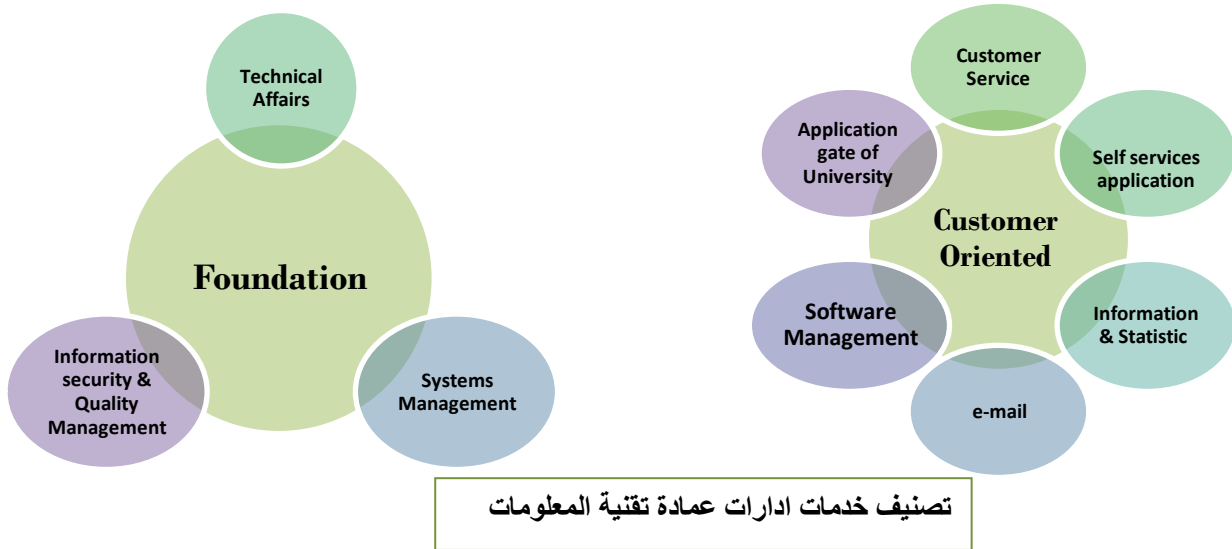 Technical
Affairs
Foundation
Information
security &
Quality
Management
Systems
Management
Customer
Service
Application
gate of
University
Self services
application
Customer
Oriented
Software
Management
Information
& Statistic
e-mail
تصنيف خدمات ادارات عمادة تقنية المعلومات